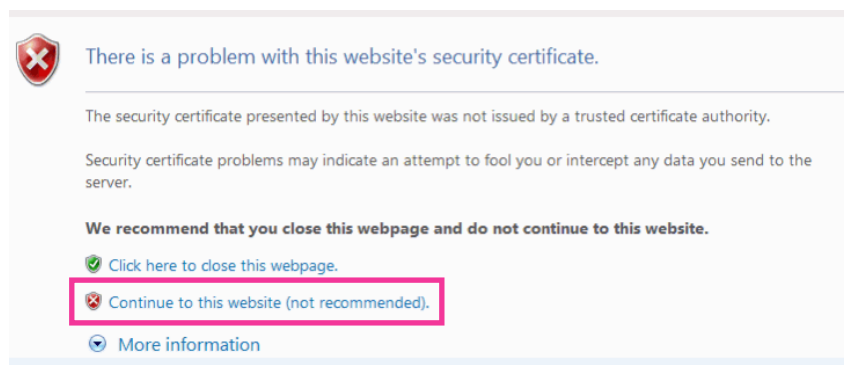 There is a problem with this website's security certificate.
The security certificate presented by this website was not issued by a trusted certificate authority.
Security certificate problems may indicate an attempt to fool you or intercept any data you send to the
server.
We recommend that you close this webpage and do not continue to this website.
Click here to close this webpage.
Continue to this website (not recommended).
More information